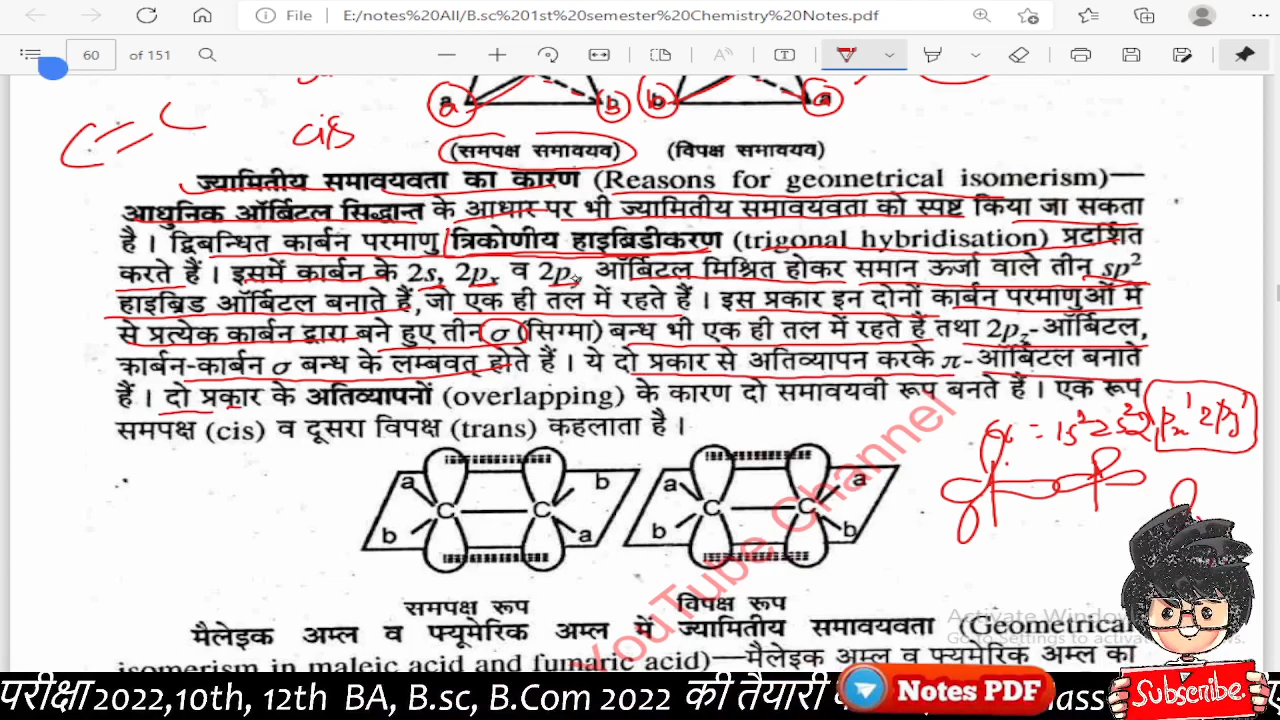 File E:/notes%20All/B.sc%201st%20semester%20Chemistry%20Notes.pdf
60 of 151
a b b a
cis
(समपक्ष समावयव) (विपक्ष समावयव)
ज्यामितीय समावयवता का कारण (Reasons for geometrical isomerism)—
आधुनिक ऑर्बिटल सिद्धान्त के आधार पर भी ज्यामितीय समावयवता को स्पष्ट किया जा सकता
है। द्विबन्धित कार्बन परमाणु त्रिकोणीय हाइब्रिडीकरण (trigonal hybridisation) प्रदर्शित
करते हैं। इसमें कार्बन के 2s, 2px व 2p ऑर्बिटल मिश्रित होकर समान ऊर्जा वाले तीन sp²
हाइब्रिड ऑर्बिटल बनाते हैं, जो एक ही तल में रहते हैं। इस प्रकार इन दोनों कार्बन परमाणुओं में
से प्रत्येक कार्बन द्वारा बने हुए तीन σ (सिग्मा) बन्ध भी एक ही तल में रहते हैं तथा 2pz-ऑर्बिटल,
कार्बन-कार्बन σ बन्ध के लम्बवत् होते हैं। ये दो प्रकार से अतिव्यापन करके π- ऑर्बिटल बनाते
हैं। दो प्रकार के अतिव्यापनों (overlapping) के कारण दो समावयवी रूप बनते हैं। एक रूप
समपक्ष (cis) व दूसरा विपक्ष (trans) कहलाता है।
a b a a
C C C C
b a b b
समपक्ष रूप विपक्ष रूप
YouTube Channel
मैलेइक अम्ल व फ्यूमेरिक अम्ल में ज्यामितीय समावयवता (Geometrical
isomerism in maleic acid and fumaric acid)—मैलेइक अम्ल व फ्यूमेरिक अम्ल का
परीक्षा 2022,10th, 12th BA, B.sc, B.Com 2022 की तैयारी
Notes PDF
Subscribe